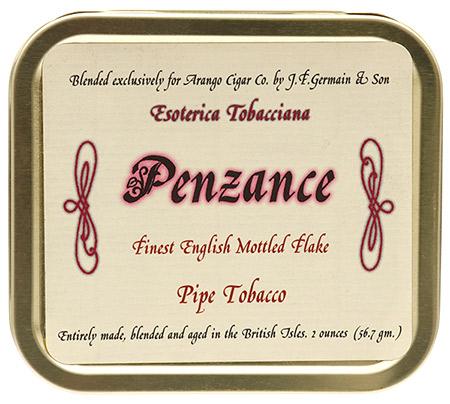 Blended exclusively for Arango Cigar Co. by J.F.Germain & Son
Esoterica Tobacciana
Penzance
Finest English Mottled Flake
Pipe Tobacco
Entirely made, blended and aged in the British Isles. 2 ounces (56.7 gm.)